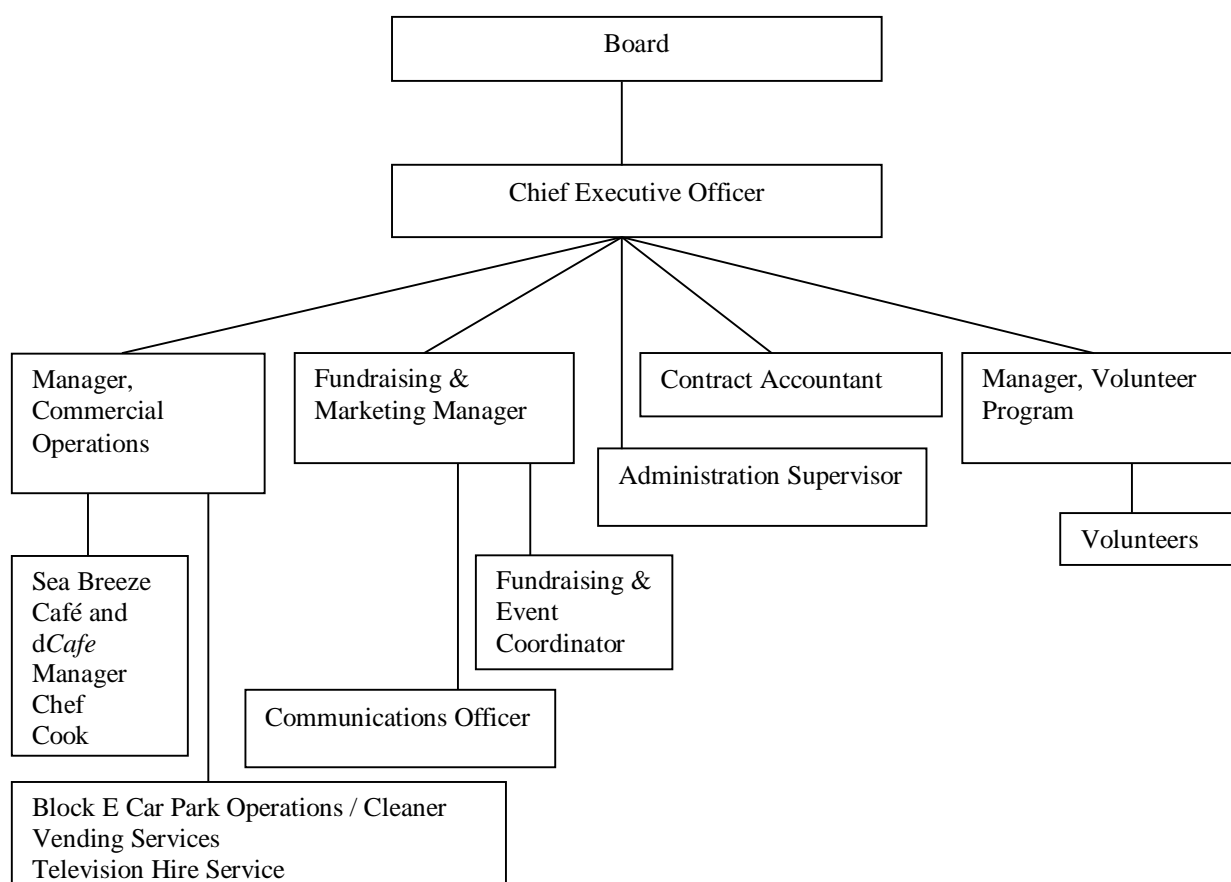 Board
Chief Executive Officer
Manager,
Commercial
Operations
Fundraising &
Marketing Manager
Contract Accountant
Manager, Volunteer
Program
Administration Supervisor
Volunteers
Sea Breeze
Café and
dCafe
Manager
Chef
Cook
Fundraising &
Event
Coordinator
Communications Officer
Block E Car Park Operations / Cleaner
Vending Services
Television Hire Service